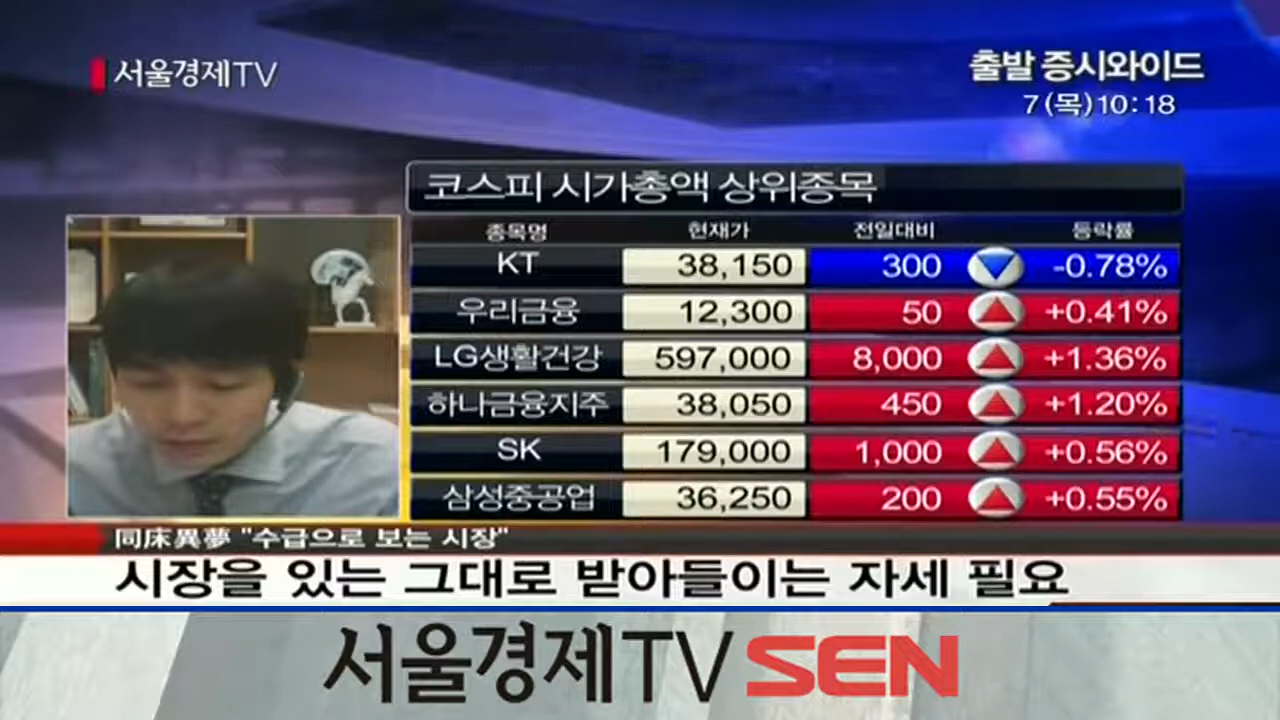 서울경제TV
출발 증시와이드
7(목)10:18
코스피 시가총액 상위종목
종목명 현재가 전일대비 등락률
KT 38,150 300 ▼ -0.78%
우리금융 12,300 50 ▲ +0.41%
LG생활건강 597,000 8,000 ▲ +1.36%
하나금융지주 38,050 450 ▲ +1.20%
SK 179,000 1,000 ▲ +0.56%
삼성중공업 36,250 200 ▲ +0.55%
同床異夢 "수급으로 보는 시장"
시장을 있는 그대로 받아들이는 자세 필요
서울경제TV SEN